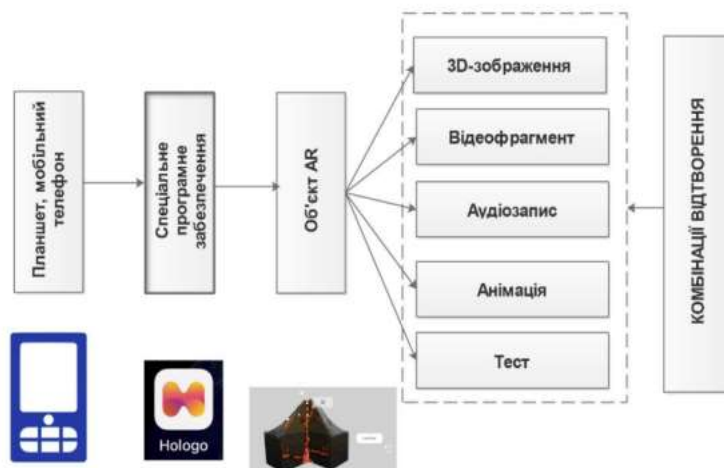 Планшет, мобільний
телефон
Спеціальне
програмне
забезпечення
Об'єкт AR
3D-зображення
Відеофрагмент
Аудіозапис
Анімація
Тест
КОМБІНАЦІЇ ВІДТВОРЕННЯ
Hologo